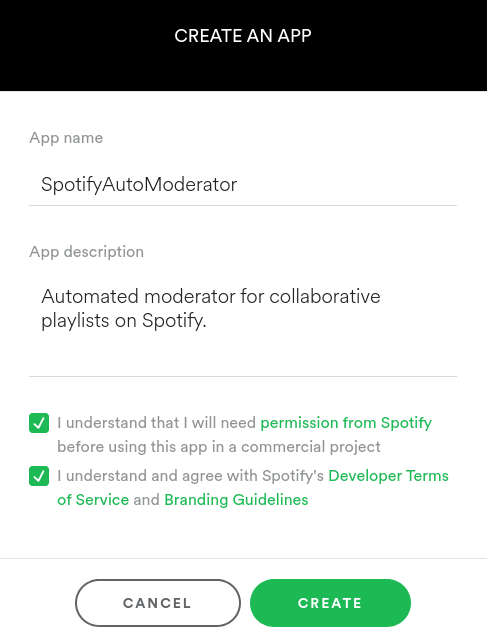 CREATE AN APP
App name
SpotifyAutoModerator
App description
Automated moderator for collaborative
playlists on Spotify.
I understand that I will need permission from Spotify
before using this app in a commercial project
I understand and agree with Spotify's Developer Terms
of Service and Branding Guidelines
CANCEL CREATE